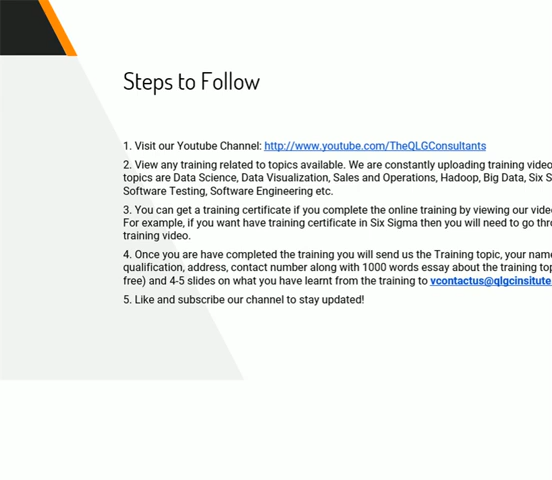 Steps to Follow
1. Visit our Youtube Channel: http://www.youtube.com/TheQLGConsultants
2. View any training related to topics available. We are constantly uploading training video
topics are Data Science, Data Visualization, Sales and Operations, Hadoop, Big Data, Six S
Software Testing, Software Engineering etc.
3. You can get a training certificate if you complete the online training by viewing our vide
For example, if you want have training certificate in Six Sigma then you will need to go thr
training video.
4. Once you are have completed the training you will send us the Training topic, your name
qualification, address, contact number along with 1000 words essay about the training top
free) and 4-5 slides on what you have learnt from the training to vcontactus@qlgcinsitute.
5. Like and subscribe our channel to stay updated!